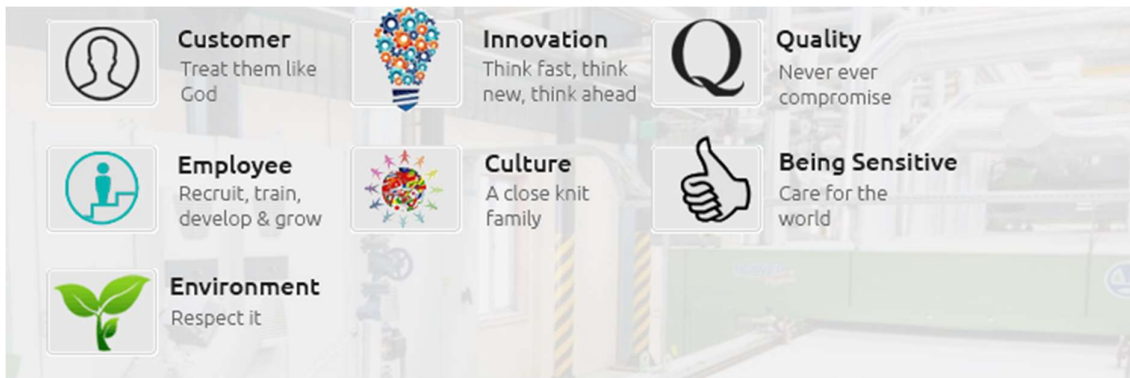 Customer
Treat them like
God
Innovation
Think fast, think
new, think ahead
Q
Quality
Never ever
compromise
Employee
Recruit, train,
develop & grow
Culture
A close knit
family
Being Sensitive
Care for the
world
Environment
Respect it